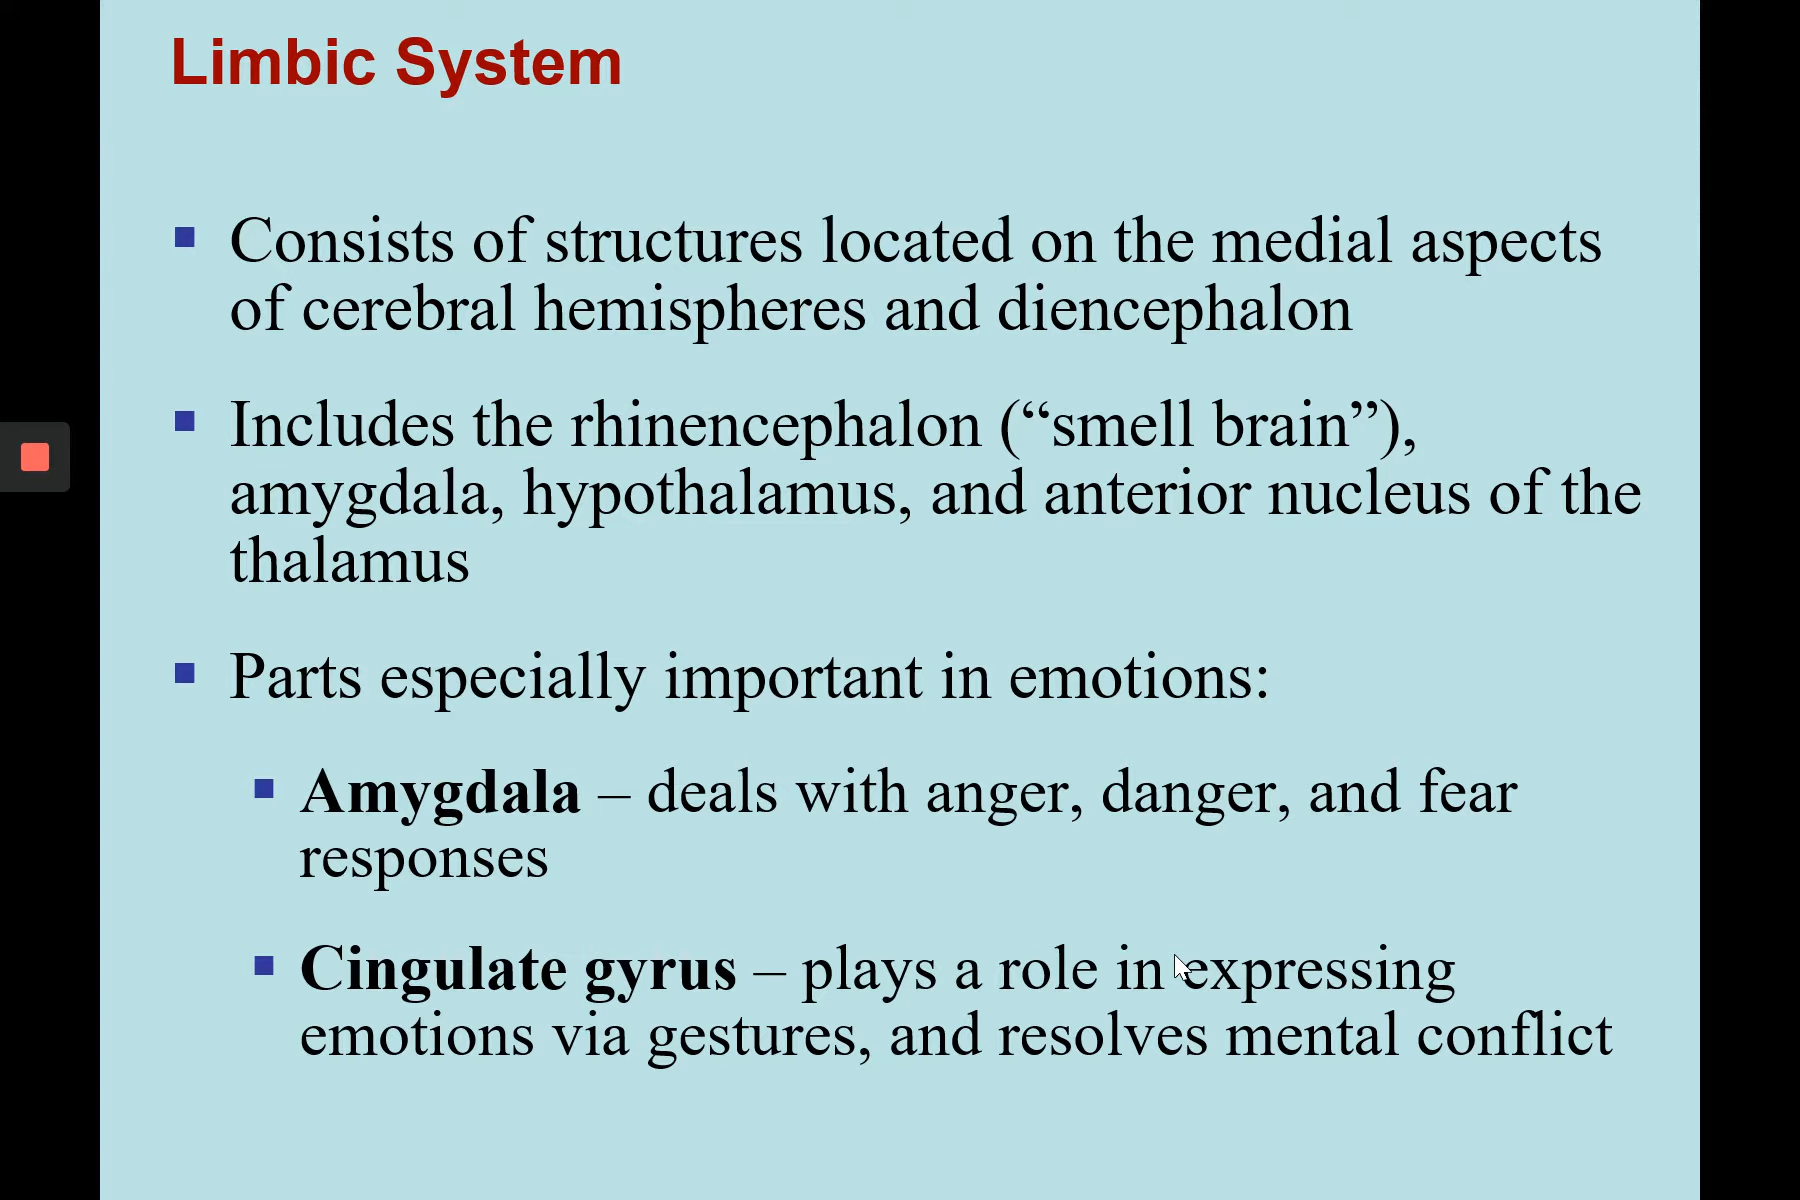 Limbic System
▪ Consists of structures located on the medial aspects
of cerebral hemispheres and diencephalon
▪ Includes the rhinencephalon (“smell brain”),
amygdala, hypothalamus, and anterior nucleus of the
thalamus
▪ Parts especially important in emotions:
▪ Amygdala – deals with anger, danger, and fear
responses
▪ Cingulate gyrus – plays a role in expressing
emotions via gestures, and resolves mental conflict